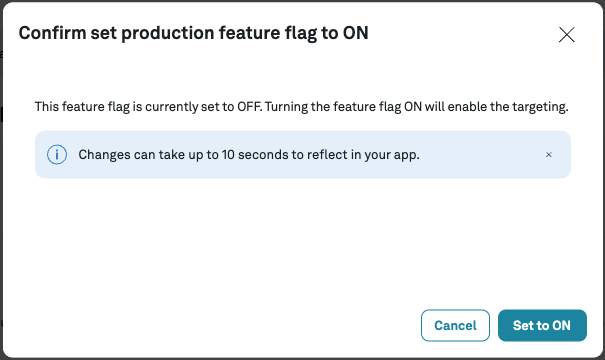 Confirm set production feature flag to ON
This feature flag is currently set to OFF. Turning the feature flag ON will enable the targeting.
Changes can take up to 10 seconds to reflect in your app.
Cancel
Set to ON